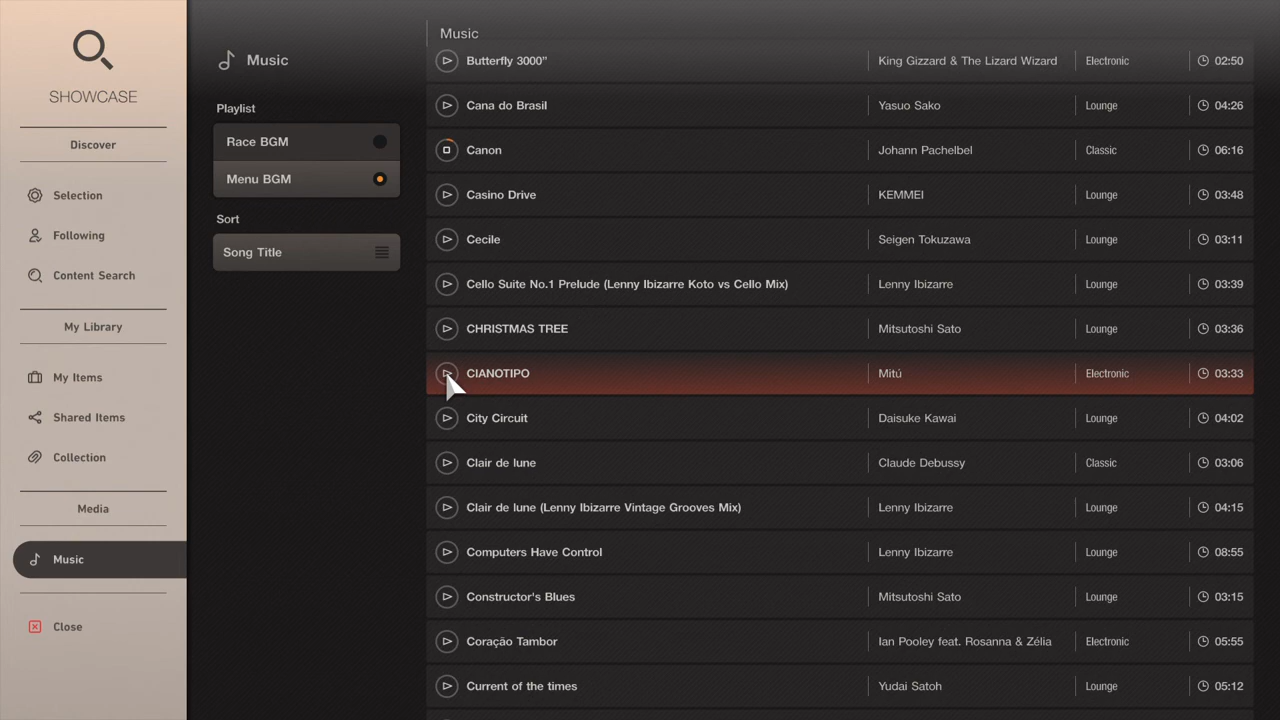 SHOWCASE
Discover
Selection
Following
Content Search
My Library
My Items
Shared Items
Collection
Media
Music
Close
Music
Playlist
Race BGM
Menu BGM
Sort
Song Title
Music
Butterfly 3000" King Gizzard & The Lizard Wizard Electronic 02:50
Cana do Brasil Yasuo Sako Lounge 04:26
Canon Johann Pachelbel Classic 06:16
Casino Drive KEMMEI Lounge 03:48
Cecile Seigen Tokuzawa Lounge 03:11
Cello Suite No.1 Prelude (Lenny Ibizarre Koto vs Cello Mix) Lenny Ibizarre Lounge 03:39
CHRISTMAS TREE Mitsutoshi Sato Lounge 03:36
CIANOTIPO Mitú Electronic 03:33
City Circuit Daisuke Kawai Lounge 04:02
Clair de lune Claude Debussy Classic 03:06
Clair de lune (Lenny Ibizarre Vintage Grooves Mix) Lenny Ibizarre Lounge 04:15
Computers Have Control Lenny Ibizarre Lounge 08:55
Constructor's Blues Mitsutoshi Sato Lounge 03:15
Coração Tambor Ian Pooley feat. Rosanna & Zélia Electronic 05:55
Current of the times Yudai Satoh Lounge 05:12